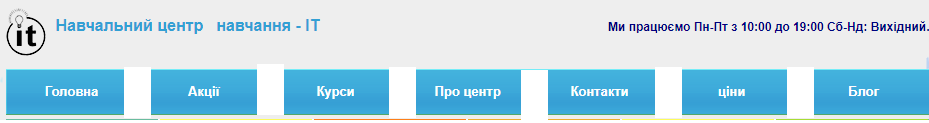 it
Навчальний центр навчання - ІТ
Ми працюємо Пн-Пт з 10:00 до 19:00 Сб-Нд: Вихідний.
Головна Акції Курси Про центр Контакти ціни Блог